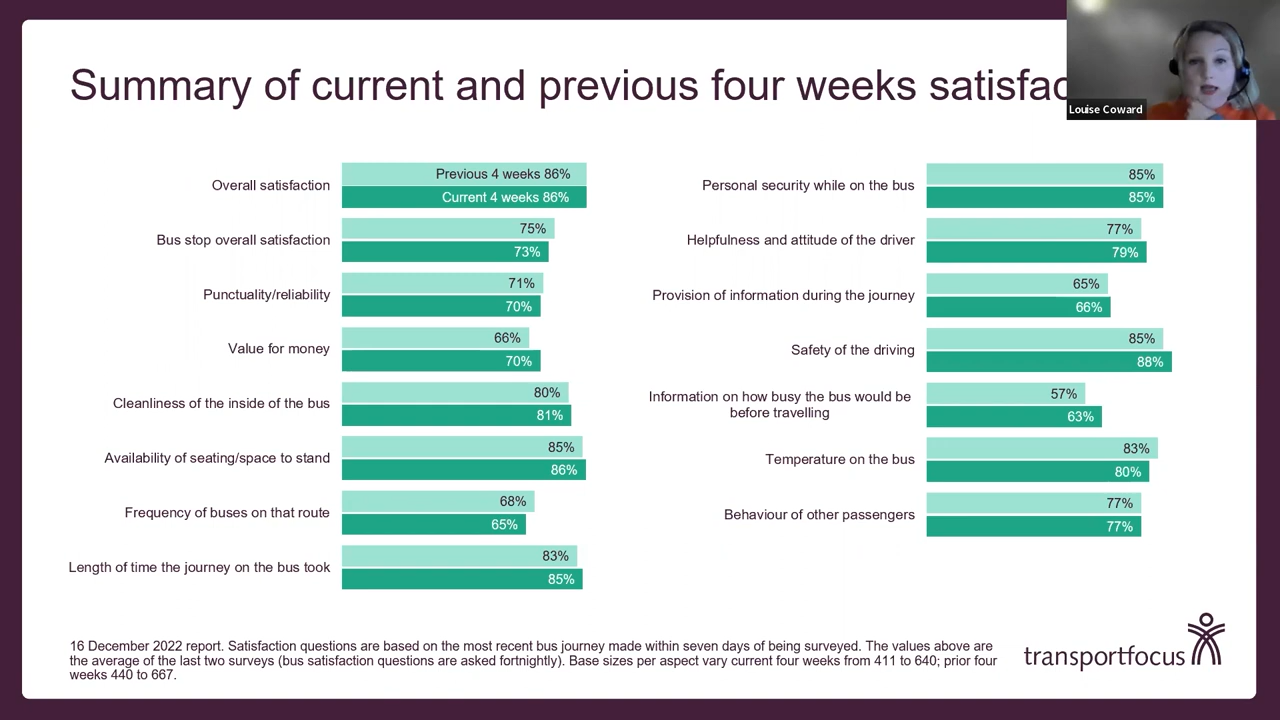 Summary of current and previous four weeks satisfac
Louise Coward
Overall satisfaction
Previous 4 weeks 86%
Current 4 weeks 86%
Bus stop overall satisfaction
75%
73%
Punctuality/reliability
71%
70%
Value for money
66%
70%
Cleanliness of the inside of the bus
80%
81%
Availability of seating/space to stand
85%
86%
Frequency of buses on that route
68%
65%
Length of time the journey on the bus took
83%
85%
Personal security while on the bus
85%
85%
Helpfulness and attitude of the driver
77%
79%
Provision of information during the journey
65%
66%
Safety of the driving
85%
88%
Information on how busy the bus would be
before travelling
57%
63%
Temperature on the bus
83%
80%
Behaviour of other passengers
77%
77%
16 December 2022 report. Satisfaction questions are based on the most recent bus journey made within seven days of being surveyed. The values above are
the average of the last two surveys (bus satisfaction questions are asked fortnightly). Base sizes per aspect vary current four weeks from 411 to 640; prior four
weeks 440 to 667.
transportfocus